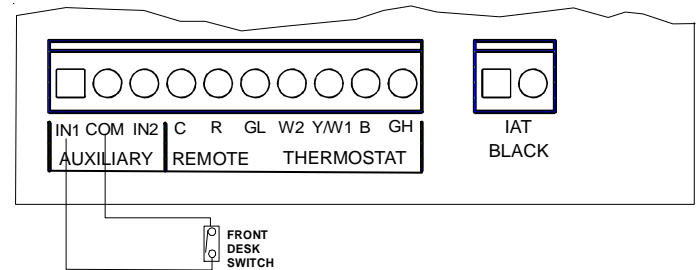 IN1 COM IN2 C R GL W2 Y/W1 B GH
AUXILIARY REMOTE THERMOSTAT
IAT
BLACK
FRONT
DESK
SWITCH